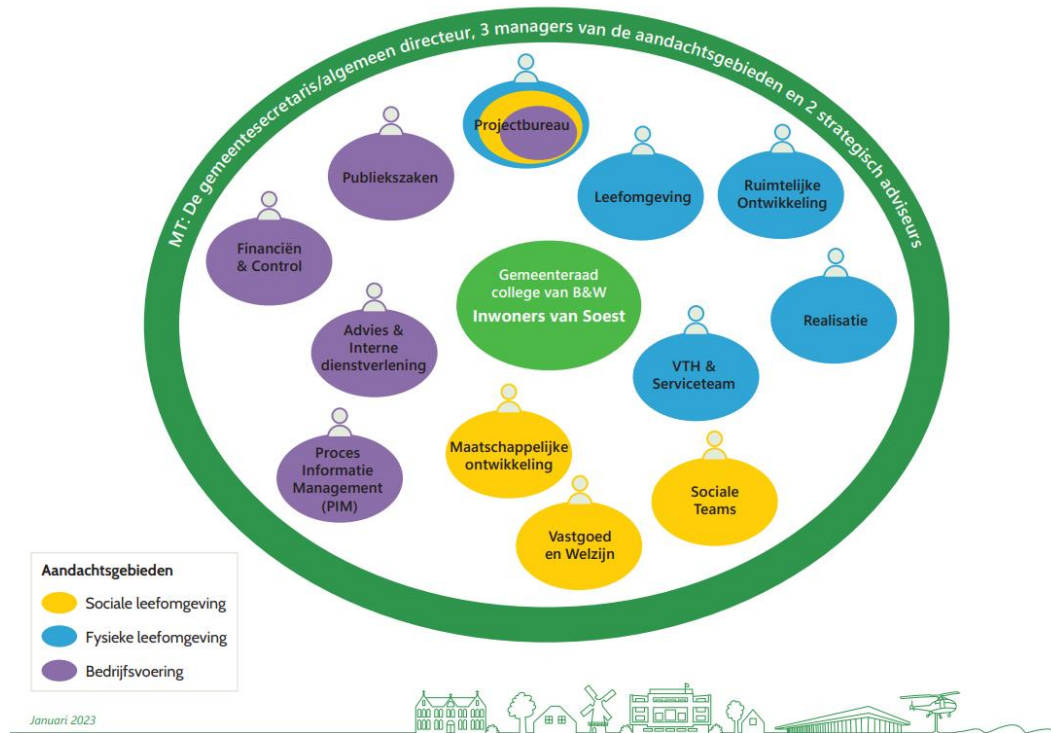 MT: De gemeentesecretaris/algemeen directeur, 3 managers van de aandachtsgebieden en 2 strategisch adviseurs
Projectbureau
Publiekszaken
Leefomgeving
Ruimtelijke
Ontwikkeling
Financiën
& Control
Gemeenteraad
college van B&W
Inwoners van Soest
Advies &
Interne
dienstverlening
Realisatie
VTH &
Serviceteam
Maatschappelijke
ontwikkeling
Proces
Informatie
Management
(PIM)
Sociale
Teams
Vastgoed
en Welzijn
Aandachtsgebieden
Sociale leefomgeving
Fysieke leefomgeving
Bedrijfsvoering
Januari 2023